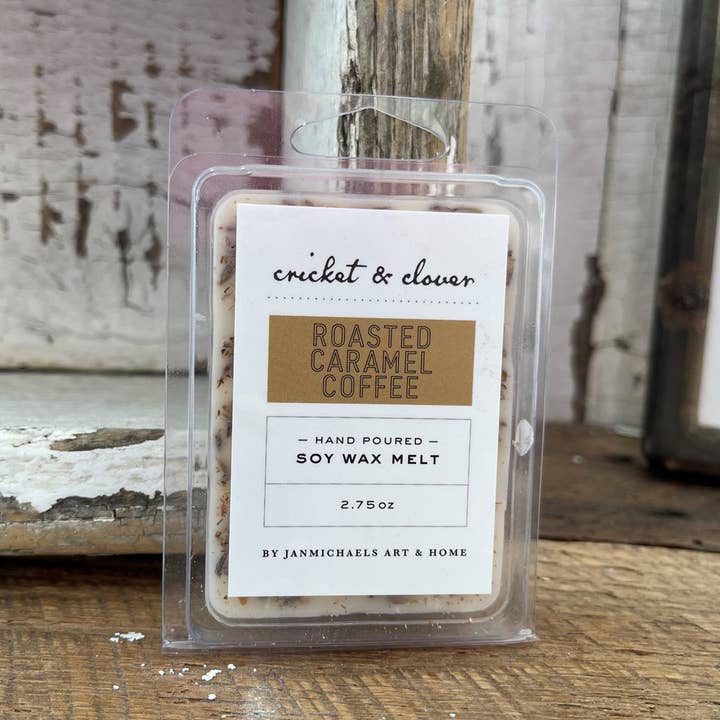 cricket & clover
ROASTED
CARAMEL
COFFEE
— HAND POURED —
SOY WAX MELT
2.75oz
BY JANMICHAELS ART & HOME